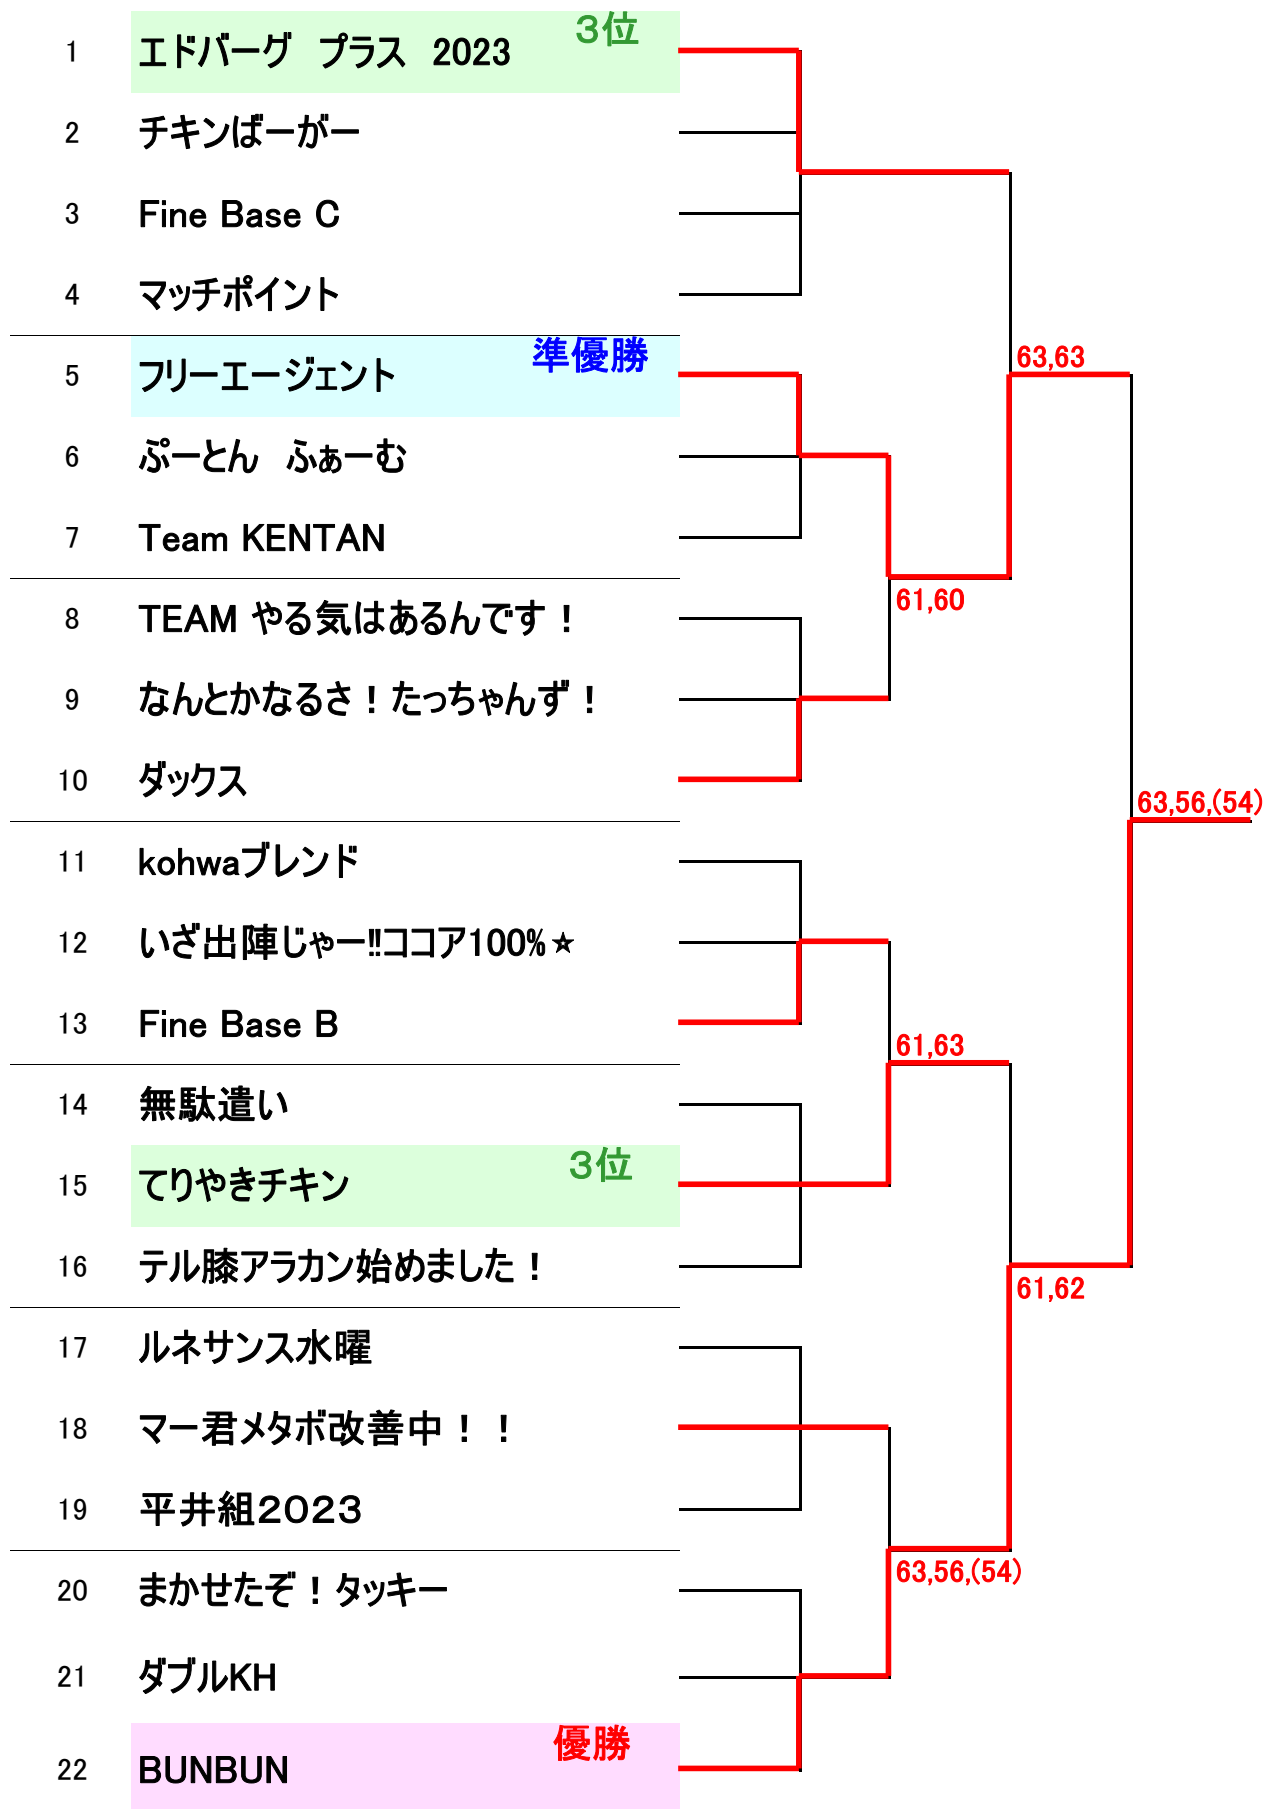 1 エドバーグ　プラス　2023 3位
2 チキンばーがー
3 Fine Base C
4 マッチポイント
5 フリーエージェント 準優勝
63,63
6 ぷーとん　ふぁーむ
7 Team KENTAN
61,60
8 TEAM やる気はあるんです！
9 なんとかなるさ！たっちゃんず！
10 ダックス
63,56,(54)
11 kohwaブレンド
12 いざ出陣じゃー!!ココア100%☆
13 Fine Base B
61,63
14 無駄遣い
15 てりやきチキン 3位
16 テル膝アラカン始めました！
61,62
17 ルネサンス水曜
18 マー君メタボ改善中！！
19 平井組２０２３
63,56,(54)
20 まかせたぞ！タッキー
21 ダブルKH
22 BUNBUN 優勝